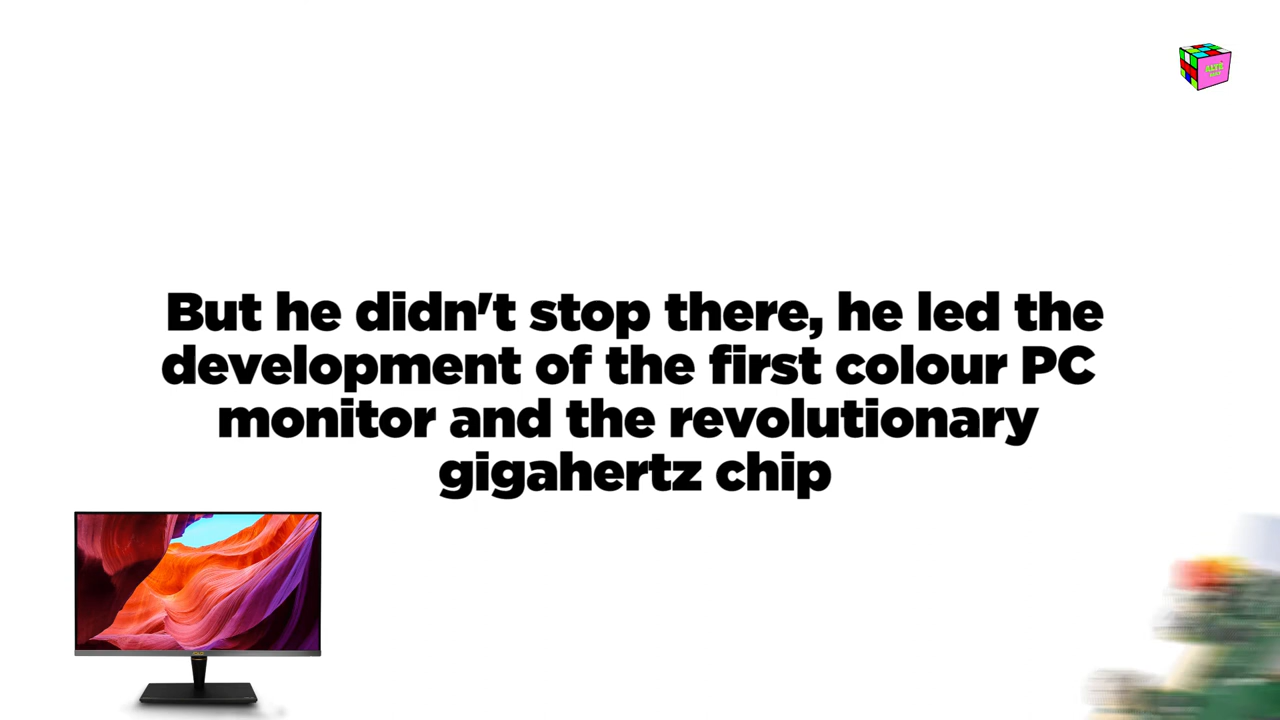 ALFA
But he didn't stop there, he led the
development of the first colour PC
monitor and the revolutionary
gigahertz chip